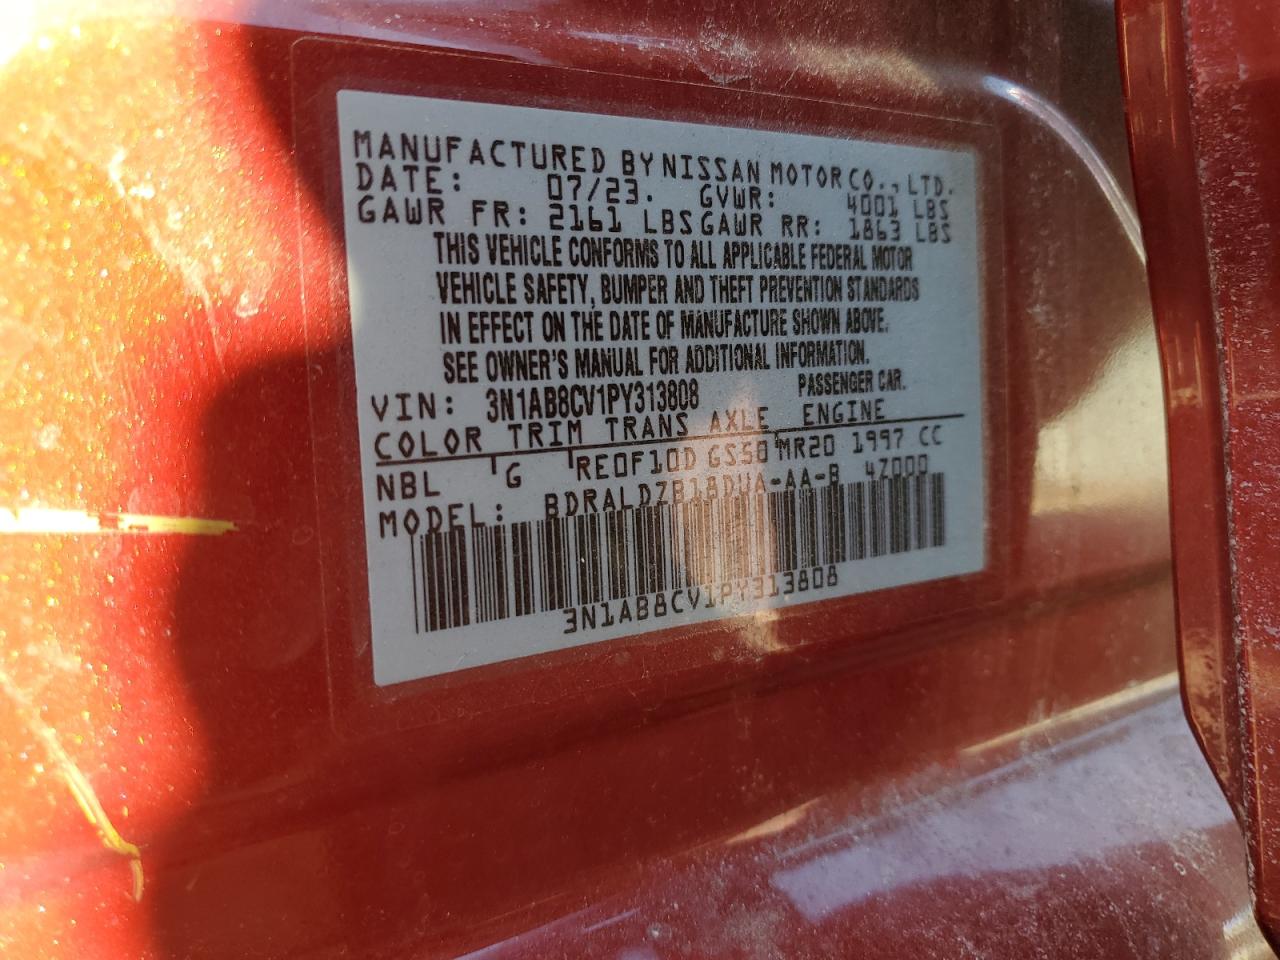 MANUFACTURED BY NISSAN MOTOR CO., LTD.
DATE: 07/23. GVWR: 4001 LBS
GAWR FR: 2161 LBS GAWR RR: 1863 LBS
THIS VEHICLE CONFORMS TO ALL APPLICABLE FEDERAL MOTOR
VEHICLE SAFETY, BUMPER AND THEFT PREVENTION STANDARDS
IN EFFECT ON THE DATE OF MANUFACTURE SHOWN ABOVE.
SEE OWNER'S MANUAL FOR ADDITIONAL INFORMATION.
VIN: 3N1AB8CV1PY313808 PASSENGER CAR.
COLOR TRIM TRANS AXLE ENGINE
NBL G RE0F10D GS50 MR20 1997 CC
MODEL: BDRALDZB18DUA-AA-B 4Z000
3N1AB8CV1PY313808